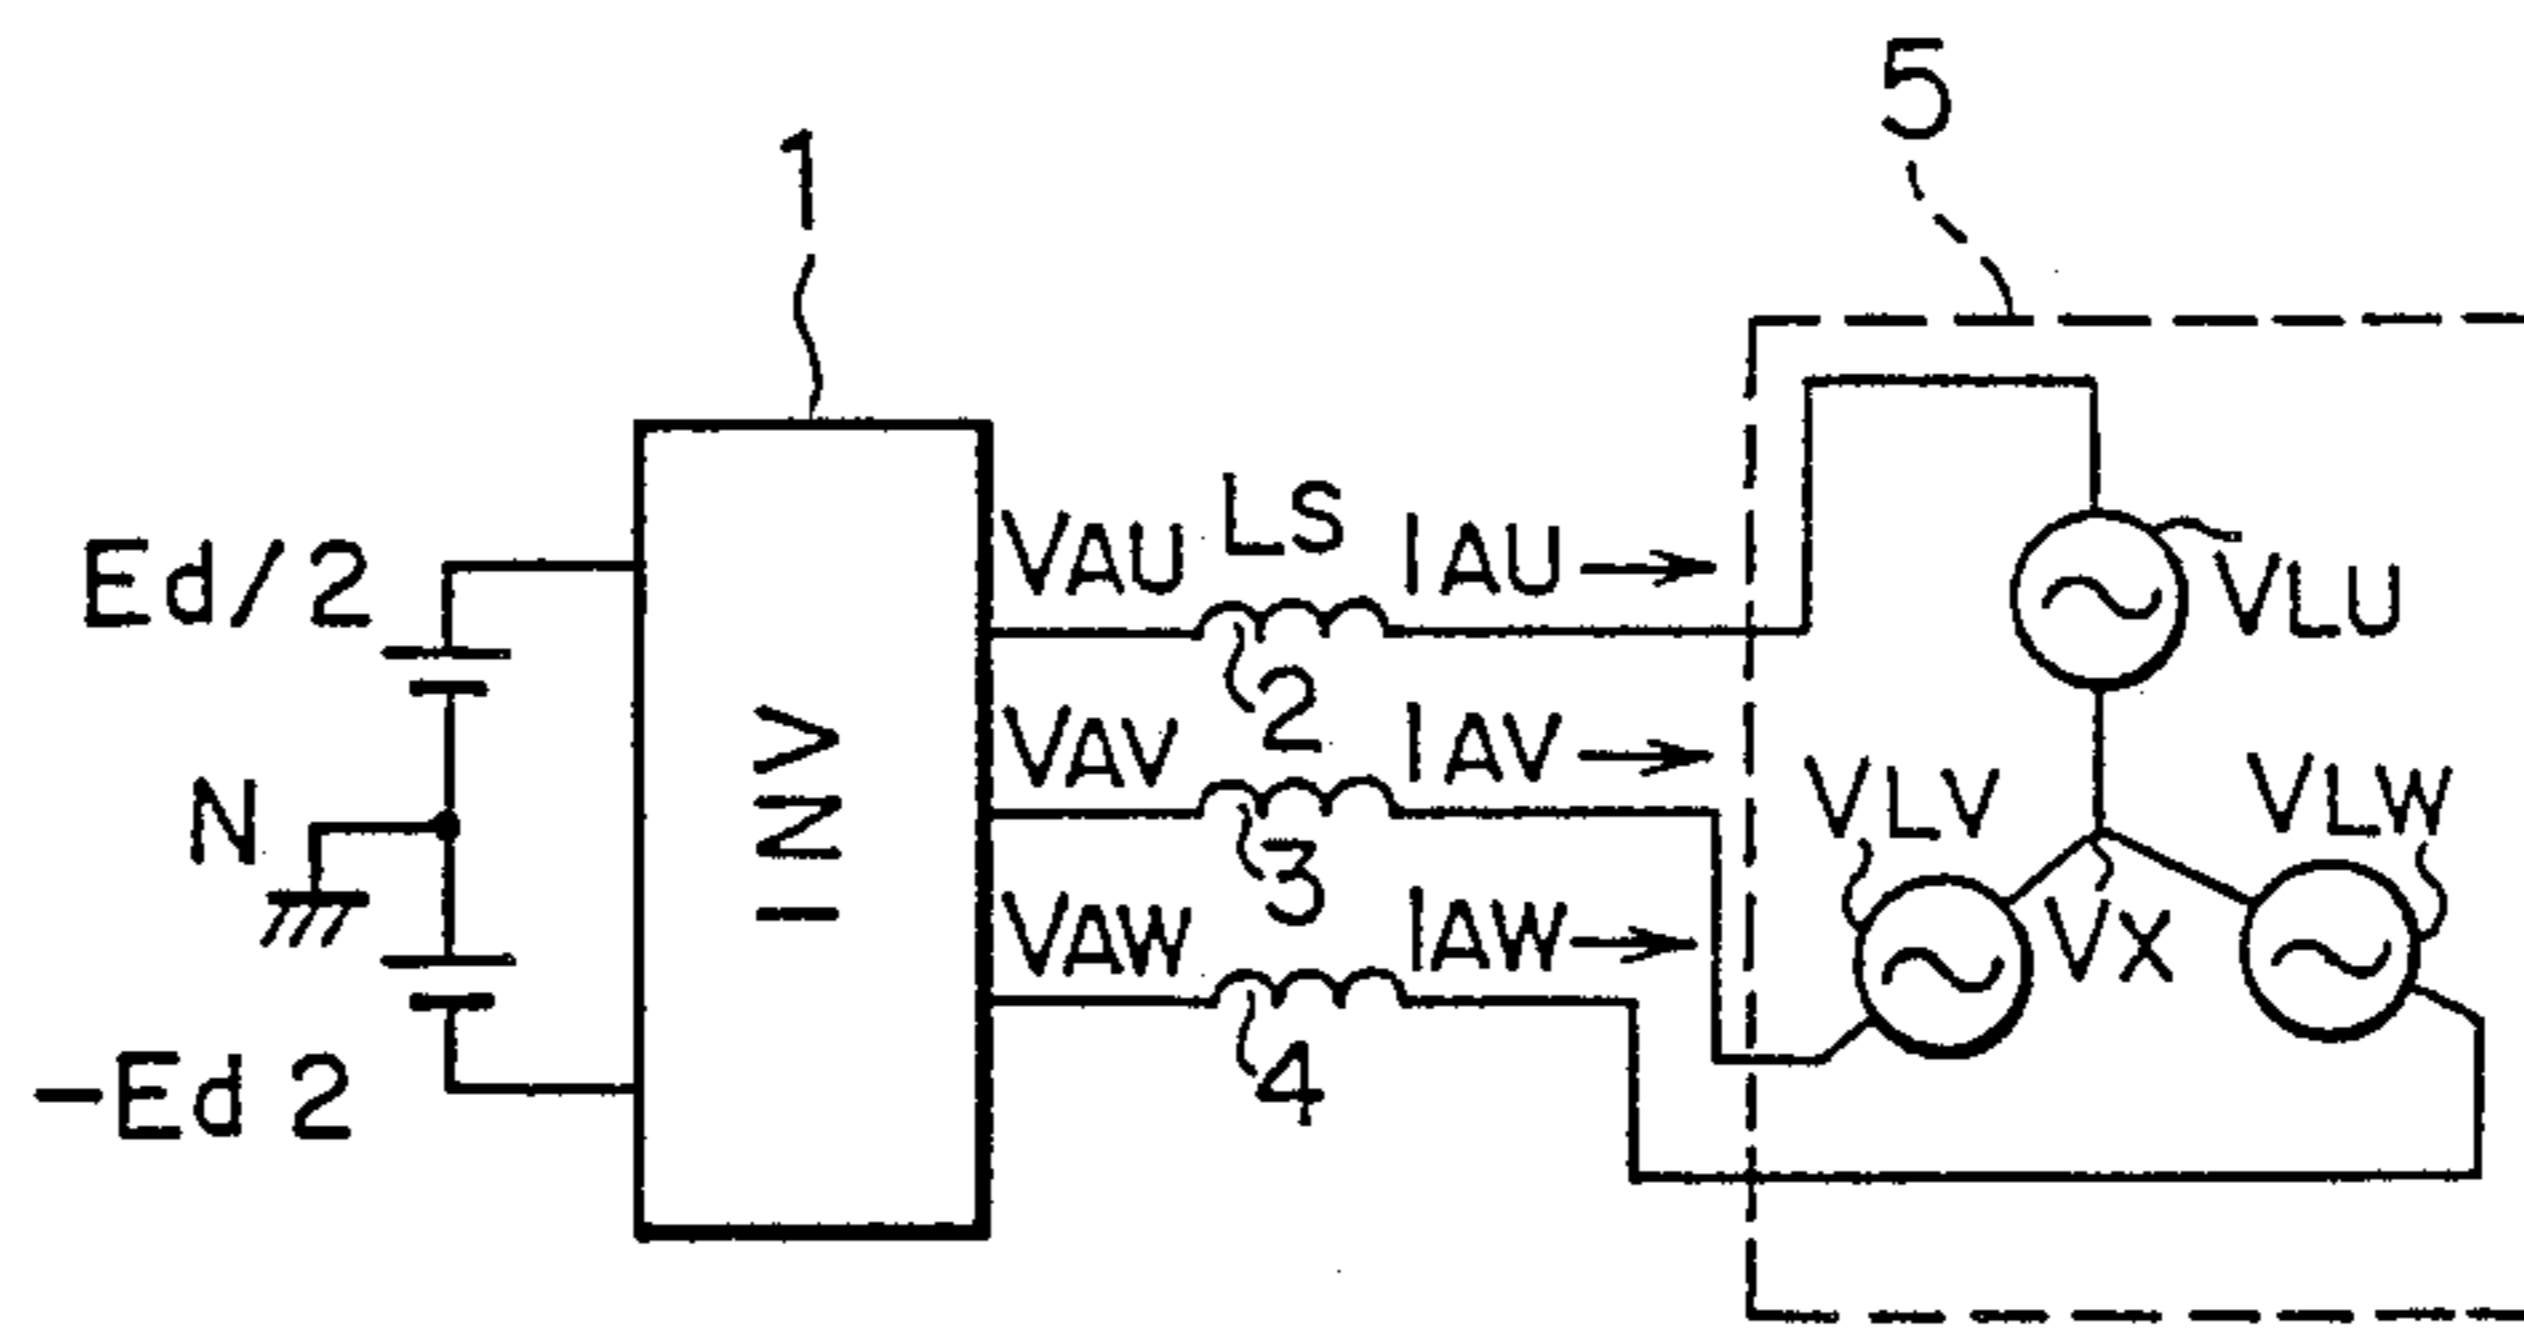 5
1
Ed/2
VAU LS IAU
VLU
2
N
INV
VAV IAV
3
VLV
VLW
VAW IAW
VX
4
-Ed 2